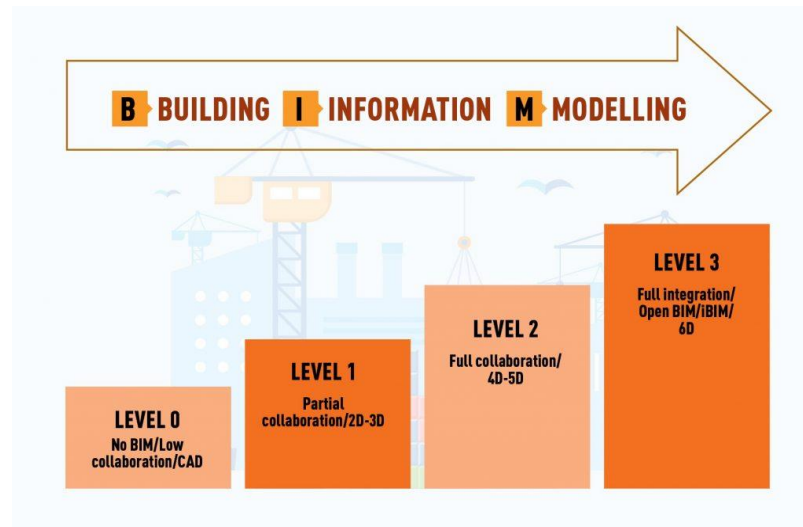 B BUILDING I INFORMATION M MODELLING
LEVEL 0
No BIM/Low
collaboration/CAD
LEVEL 1
Partial
collaboration/2D-3D
LEVEL 2
Full collaboration/
4D-5D
LEVEL 3
Full integration/
Open BIM/iBIM/
6D